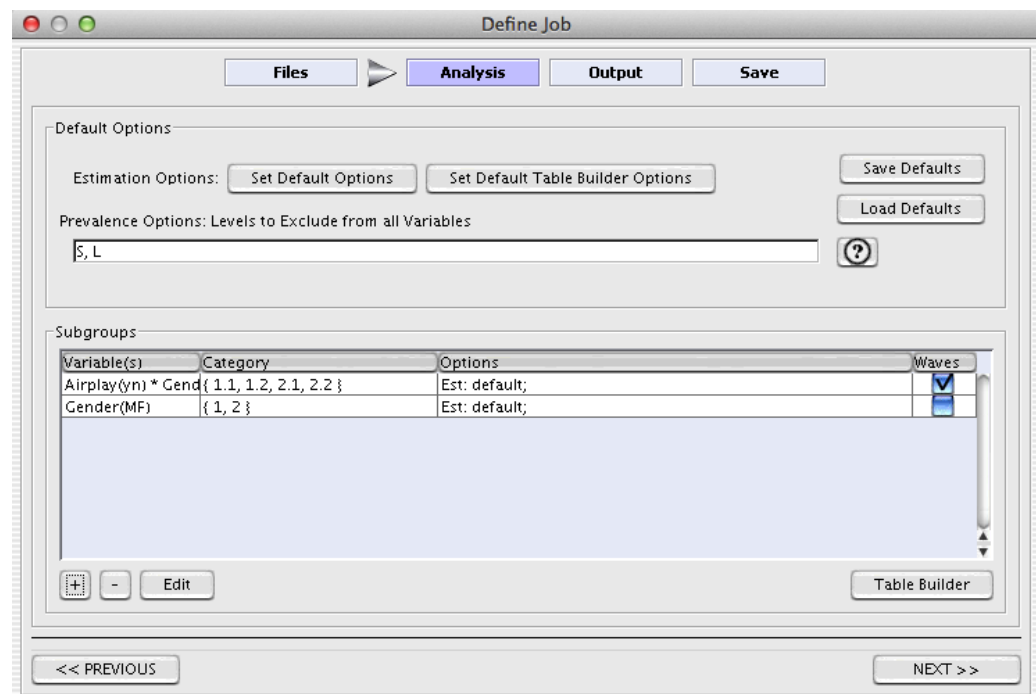 Define Job
Files Analysis Output Save
Default Options
Estimation Options: Set Default Options Set Default Table Builder Options
Save Defaults
Load Defaults
Prevalence Options: Levels to Exclude from all Variables
S, L
?
Subgroups
Variable(s) Category Options Waves
Airplay(yn) * Gend { 1.1, 1.2, 2.1, 2.2 } Est: default;
Gender(MF) { 1, 2 } Est: default;
+ - Edit Table Builder
<< PREVIOUS NEXT >>